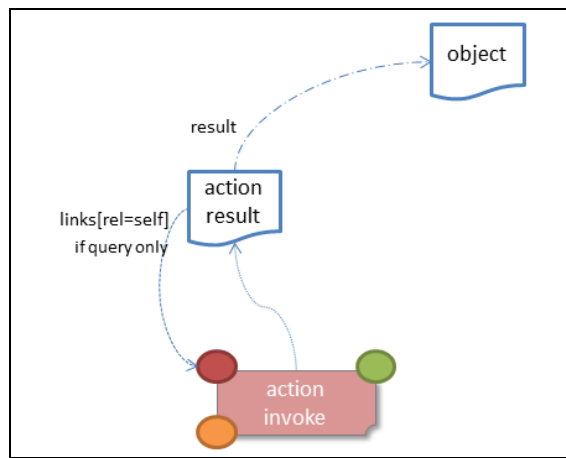 object
result
action
result
links[rel=self]
if query only
action
invoke